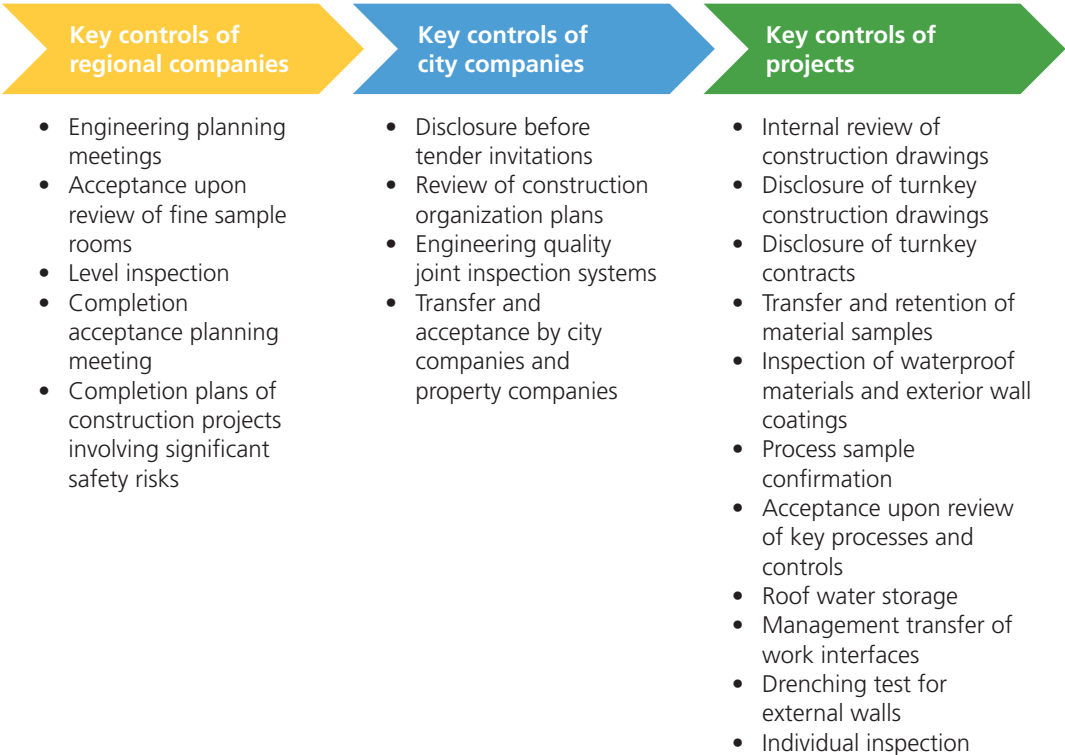 Key controls of
regional companies
• Engineering planning
meetings
• Acceptance upon
review of fine sample
rooms
• Level inspection
• Completion
acceptance planning
meeting
• Completion plans of
construction projects
involving significant
safety risks
Key controls of
city companies
• Disclosure before
tender invitations
• Review of construction
organization plans
• Engineering quality
joint inspection systems
• Transfer and
acceptance by city
companies and
property companies
Key controls of
projects
• Internal review of
construction drawings
• Disclosure of turnkey
construction drawings
• Disclosure of turnkey
contracts
• Transfer and retention of
material samples
• Inspection of waterproof
materials and exterior wall
coatings
• Process sample
confirmation
• Acceptance upon review
of key processes and
controls
• Roof water storage
• Management transfer of
work interfaces
• Drenching test for
external walls
• Individual inspection